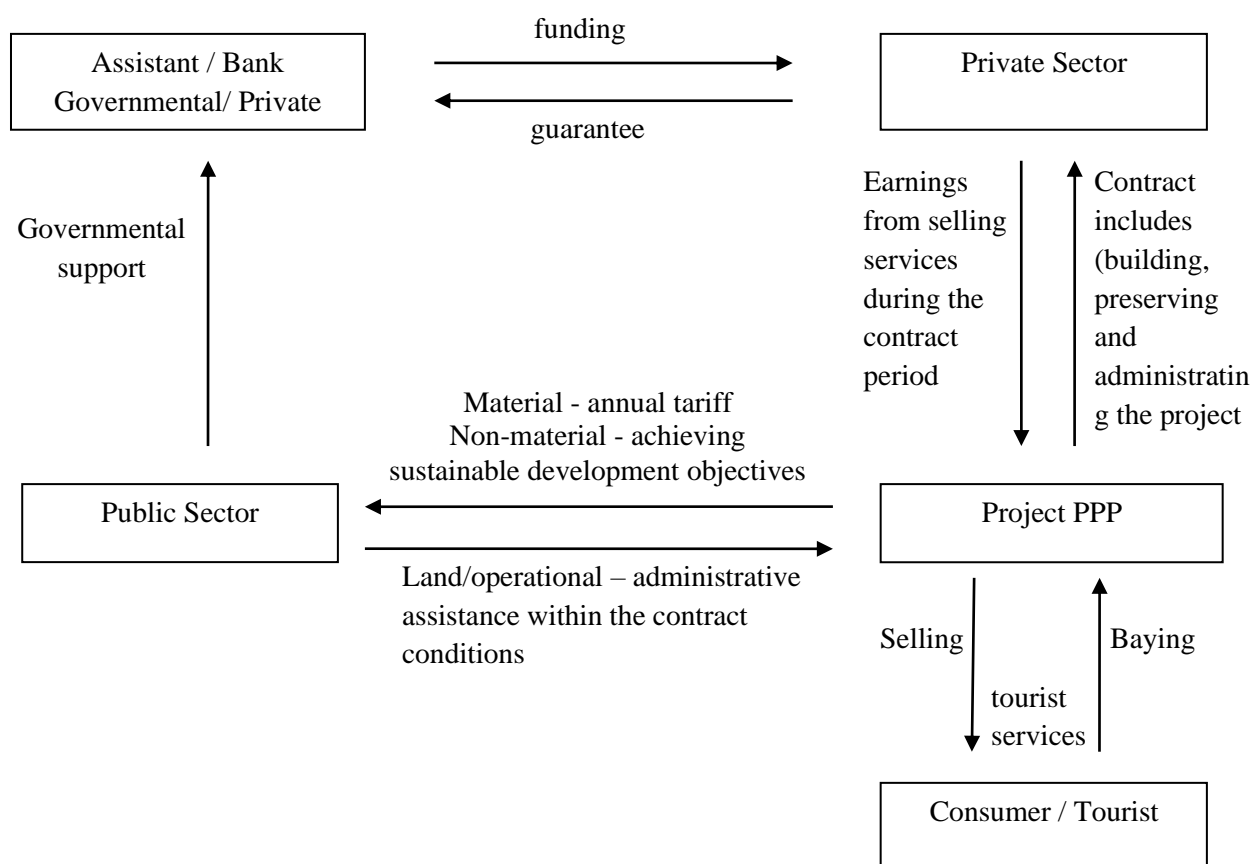 funding
Assistant / Bank
Governmental/ Private
Private Sector
guarantee
Governmental
support
Earnings
from selling
services
during the
contract
period
Contract
includes
(building,
preserving
and
administratin
g the project
Material - annual tariff
Non-material - achieving
sustainable development objectives
Public Sector
Project PPP
Land/operational – administrative
assistance within the contract
conditions
Selling
Baying
tourist
services
Consumer / Tourist